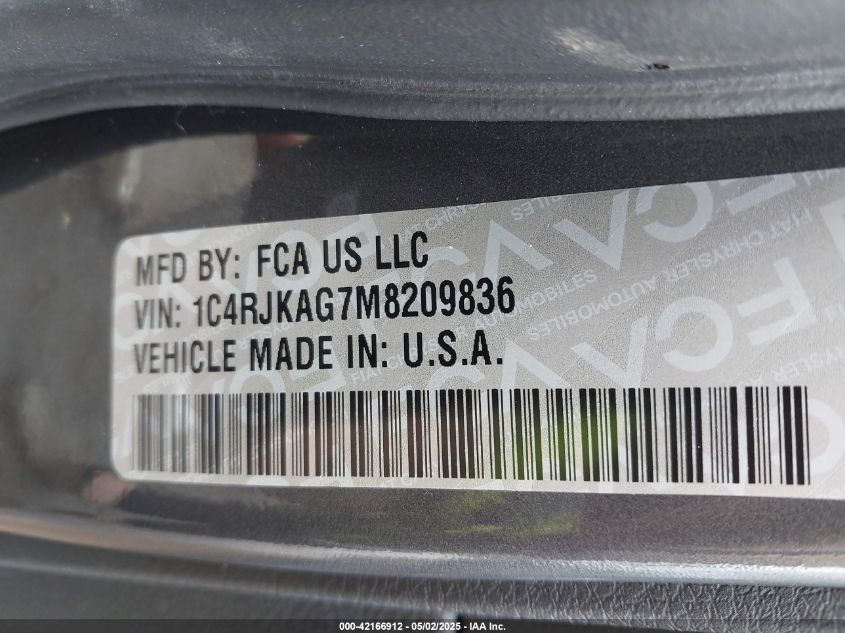 MFD BY: FCA US LLC
VIN: 1C4RJKAG7M8209836
VEHICLE MADE IN: U.S.A.
000-42166912 - 05/02/2025 - IAA Inc.